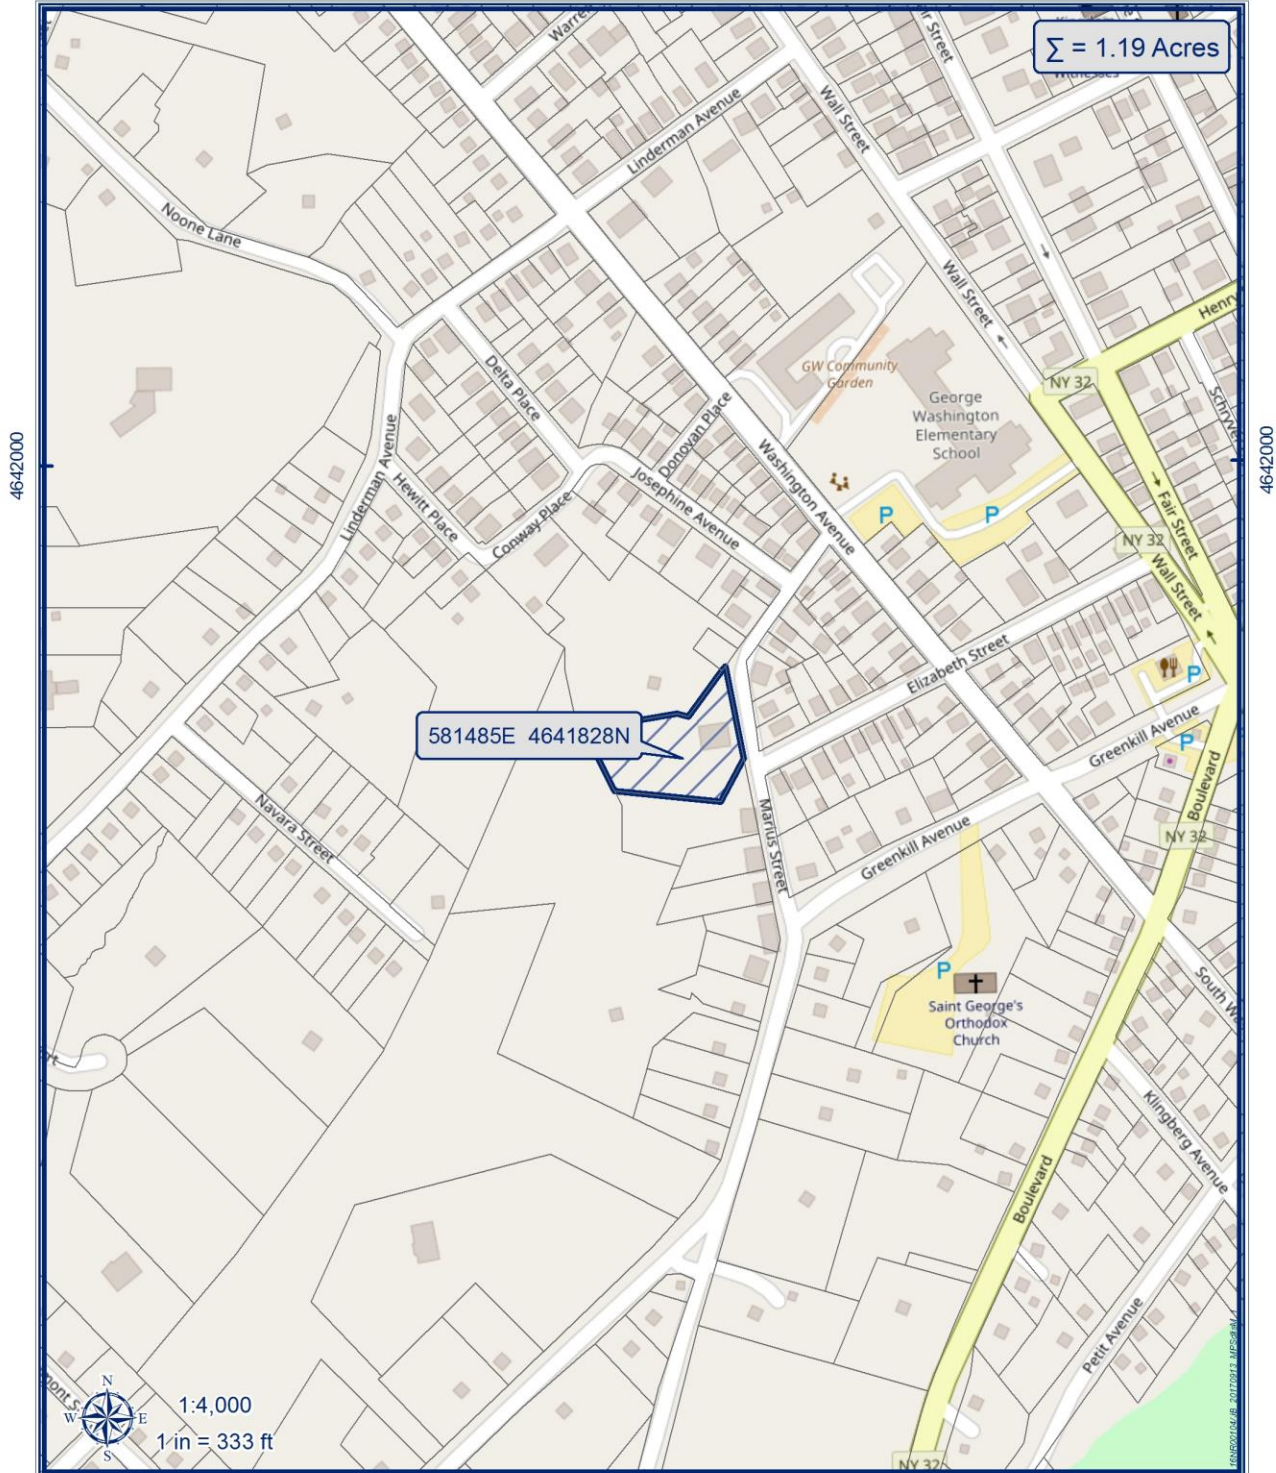 Σ = 1.19 Acres
Warren
Fair Street
Linderman Avenue
Wall Street
Witnesses
Noone Lane
Wall Street
Henry
GW Community
Garden
NY 32
Delta Place
George
Washington
Elementary
School
Schryver
Donovan Place
4642000
4642000
Linderman Avenue
Hewitt Place
Conway Place
Josephine Avenue
Washington Avenue
P
P
Fair Street
NY 32
Wall Street
Elizabeth Street
P
581485E 4641828N
Greenkill Avenue
P
Boulevard
Navara Street
Marius Street
NY 32
Greenkill Avenue
P
Saint George's
Orthodox
Church
South W
Klingberg Avenue
Boulevard
Petit Avenue
mont S
N
W
E
S
1:4,000
1 in = 333 ft
NY 32